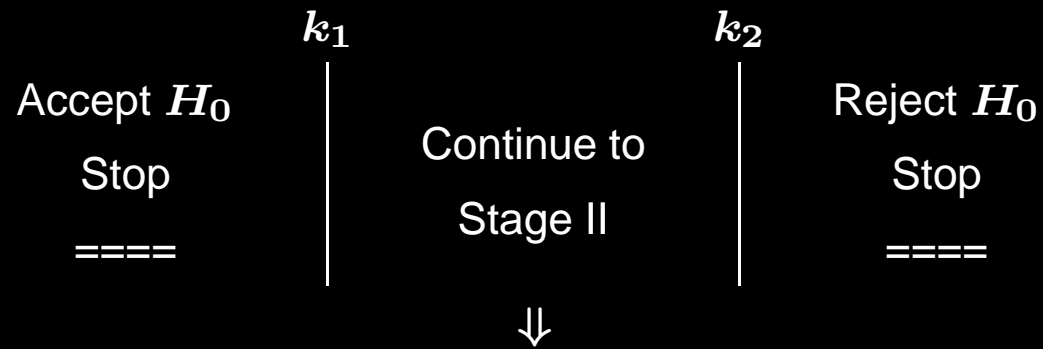 k₁ k₂
Accept H₀
Stop
====
Continue to
Stage II
⇓
Reject H₀
Stop
====